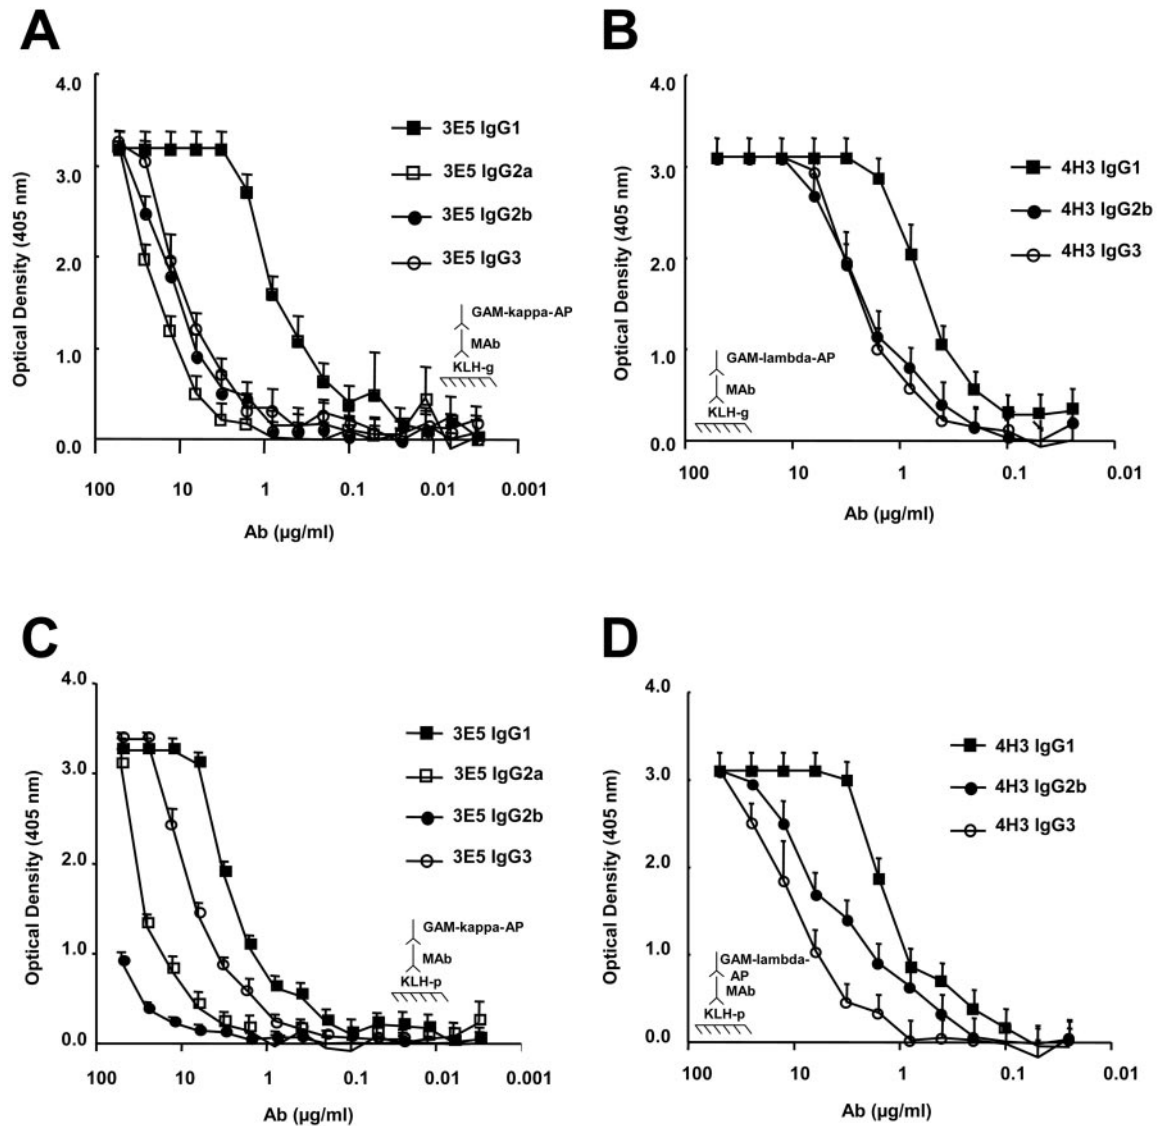 A
4.0
3.0
2.0
1.0
0.0
Optical Density (405 nm)
3E5 IgG1
3E5 IgG2a
3E5 IgG2b
3E5 IgG3
GAM-kappa-AP
MAb
KLH-g
100 10 1 0.1 0.01 0.001
Ab (µg/ml)
B
4.0
3.0
2.0
1.0
0.0
Optical Density (405 nm)
4H3 IgG1
4H3 IgG2b
4H3 IgG3
GAM-lambda-AP
MAb
KLH-g
100 10 1 0.1 0.01
Ab (µg/ml)
C
4.0
3.0
2.0
1.0
0.0
Optical Density (405 nm)
3E5 IgG1
3E5 IgG2a
3E5 IgG2b
3E5 IgG3
GAM-kappa-AP
MAb
KLH-p
100 10 1 0.1 0.01 0.001
Ab (µg/ml)
D
4.0
3.0
2.0
1.0
0.0
Optical Density (405 nm)
4H3 IgG1
4H3 IgG2b
4H3 IgG3
GAM-lambda-
AP
MAb
KLH-p
100 10 1 0.1 0.01
Ab (µg/ml)